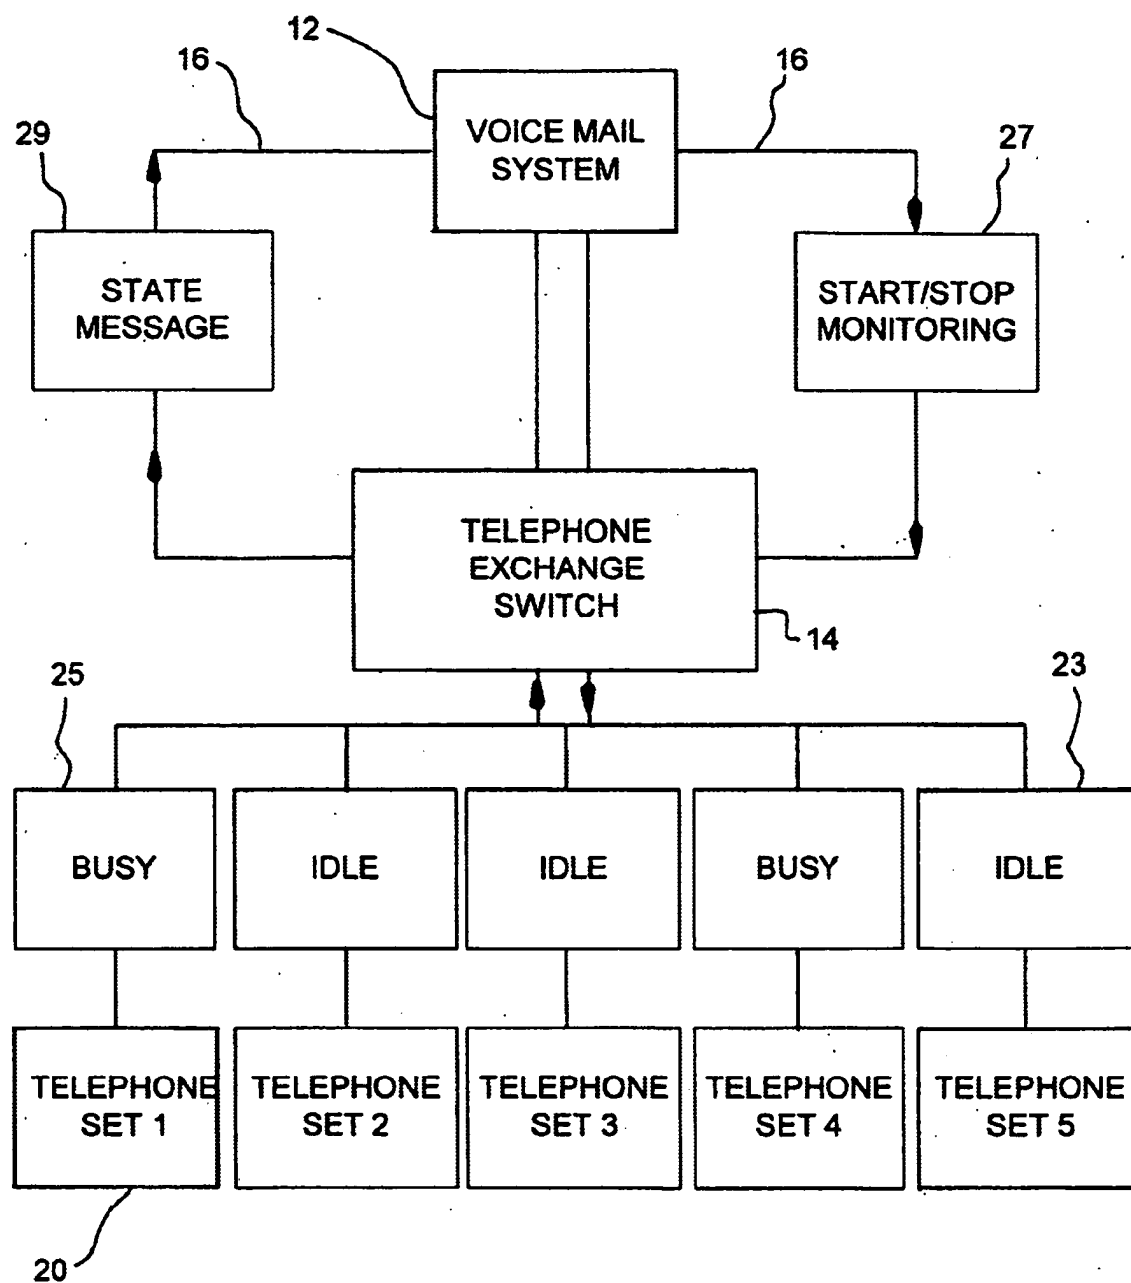 12
16
16
VOICE MAIL
SYSTEM
29
27
STATE
MESSAGE
START/STOP
MONITORING
TELEPHONE
EXCHANGE
SWITCH
14
25
23
BUSY
IDLE
IDLE
BUSY
IDLE
TELEPHONE
SET 1
TELEPHONE
SET 2
TELEPHONE
SET 3
TELEPHONE
SET 4
TELEPHONE
SET 5
20